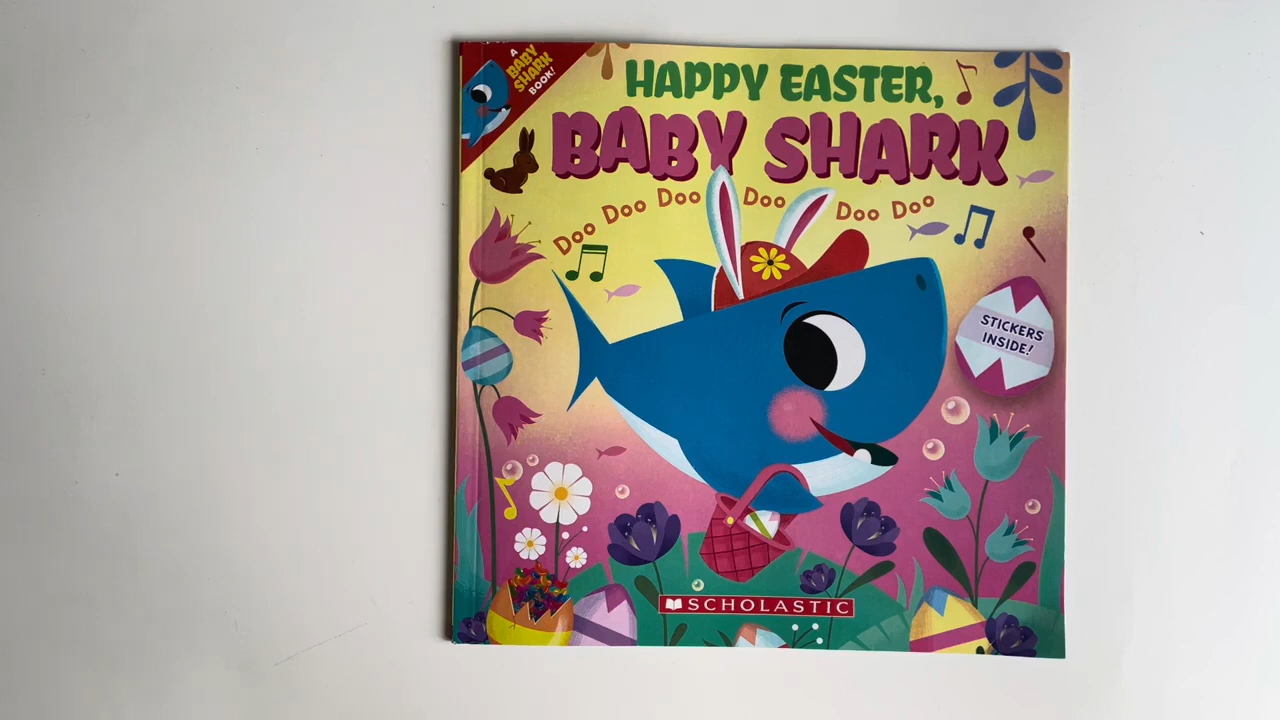 A
BABY
SHARK
BOOK!
HAPPY EASTER,
BABY SHARK
Doo Doo Doo Doo Doo Doo
STICKERS
INSIDE!
SCHOLASTIC